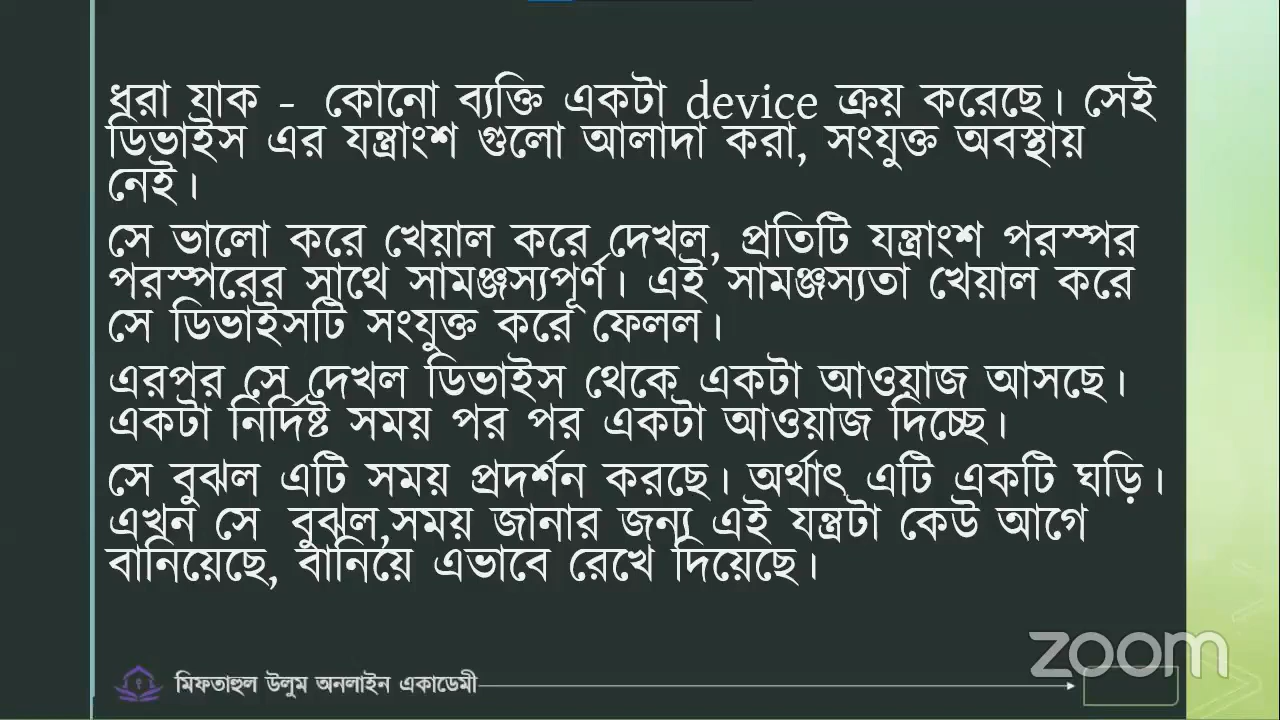 ধরা যাক - কোনো ব্যক্তি একটা device ক্রয় করেছে। সেই
ডিভাইস এর যন্ত্রাংশ গুলো আলাদা করা, সংযুক্ত অবস্থায়
নেই।
সে ভালো করে খেয়াল করে দেখল, প্রতিটি যন্ত্রাংশ পরস্পর
পরস্পরের সাথে সামঞ্জস্যপূর্ণ। এই সামঞ্জস্যতা খেয়াল করে
সে ডিভাইসটি সংযুক্ত করে ফেলল।
এরপর সে দেখল ডিভাইস থেকে একটা আওয়াজ আসছে।
একটা নির্দিষ্ট সময় পর পর একটা আওয়াজ দিচ্ছে।
সে বুঝল এটি সময় প্রদর্শন করছে। অর্থাৎ এটি একটি ঘড়ি।
এখন সে বুঝল,সময় জানার জন্য এই যন্ত্রটা কেউ আগে
বানিয়েছে, বানিয়ে এভাবে রেখে দিয়েছে।
zoom
মিফতাহুল উলুম অনলাইন একাডেমী